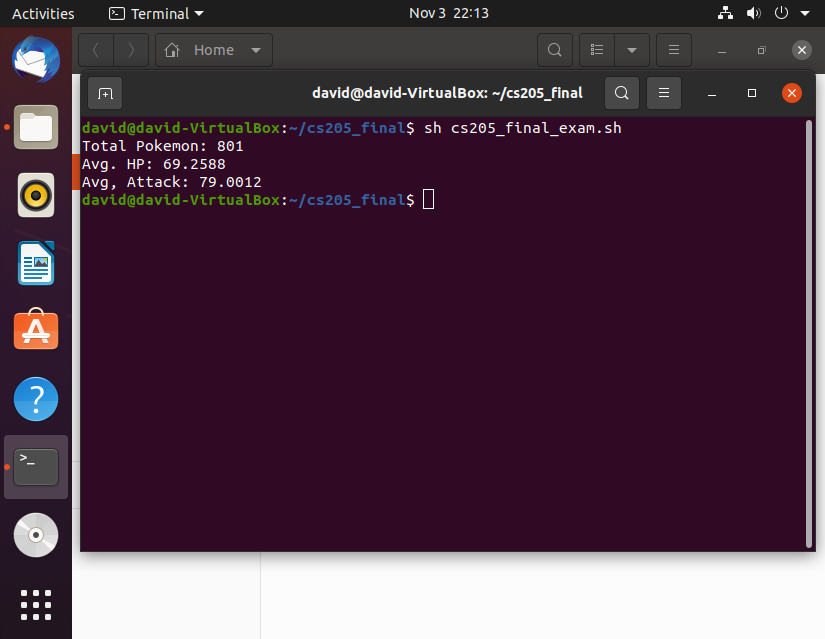 Activities Terminal Nov 3 22:13
Home
david@david-VirtualBox: ~/cs205_final
david@david-VirtualBox:~/cs205_final$ sh cs205_final_exam.sh
Total Pokemon: 801
Avg. HP: 69.2588
Avg, Attack: 79.0012
david@david-VirtualBox:~/cs205_final$